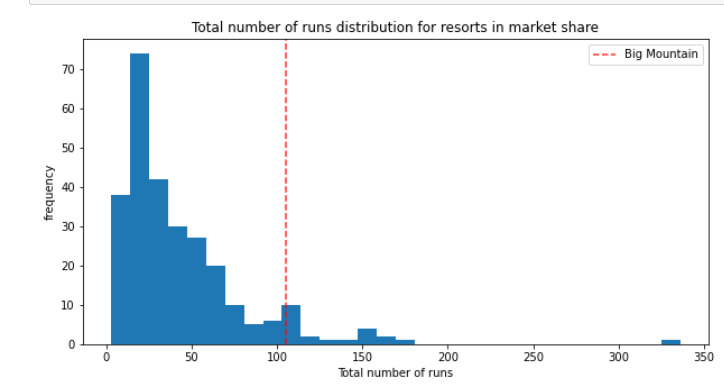 Total number of runs distribution for resorts in market share
Big Mountain
frequency
70
60
50
40
30
20
10
0
0 50 100 150 200 250 300 350
Total number of runs